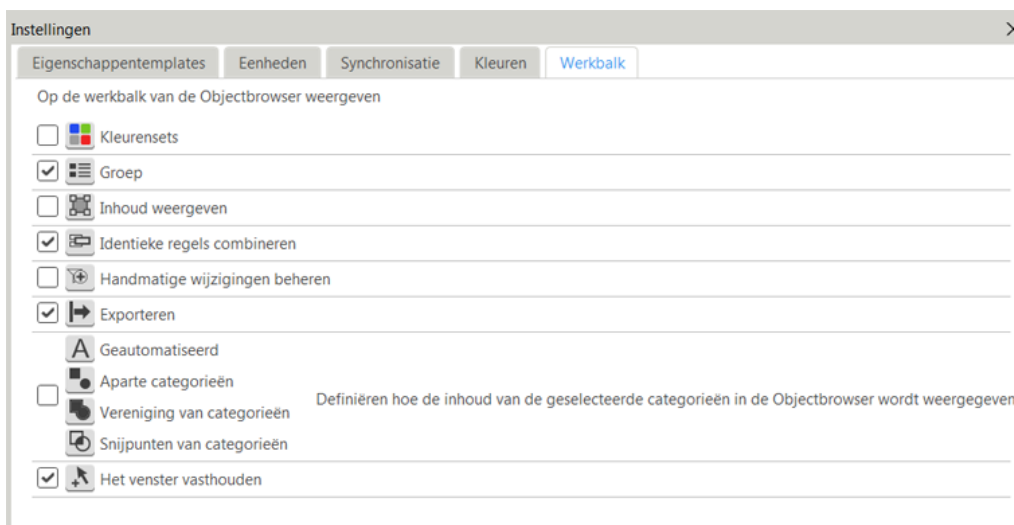 Instellingen
Eigenschappentemplates Eenheden Synchronisatie Kleuren Werkbalk
Op de werkbalk van de Objectbrowser weergeven
Kleurensets
Groep
Inhoud weergeven
Identieke regels combineren
Handmatige wijzigingen beheren
Exporteren
A Geautomatiseerd
Aparte categorieën
Vereniging van categorieën
Snijpunten van categorieën
Definiëren hoe de inhoud van de geselecteerde categorieën in de Objectbrowser wordt weergegeven
Het venster vasthouden